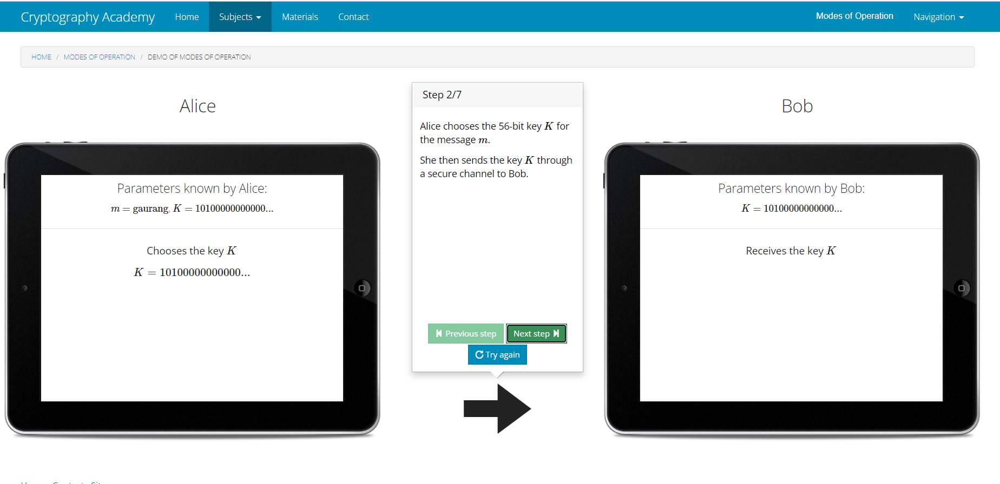 Cryptography Academy Home Subjects Materials Contact Modes of Operation Navigation
HOME / MODES OF OPERATION / DEMO OF MODES OF OPERATION
Alice
Parameters known by Alice:
m = gaurang, K = 10100000000000...
Chooses the key K
K = 10100000000000...
Step 2/7
Alice chooses the 56-bit key K for
the message m.
She then sends the key K through
a secure channel to Bob.
Previous step Next step
Try again
Bob
Parameters known by Bob:
K = 10100000000000...
Receives the key K